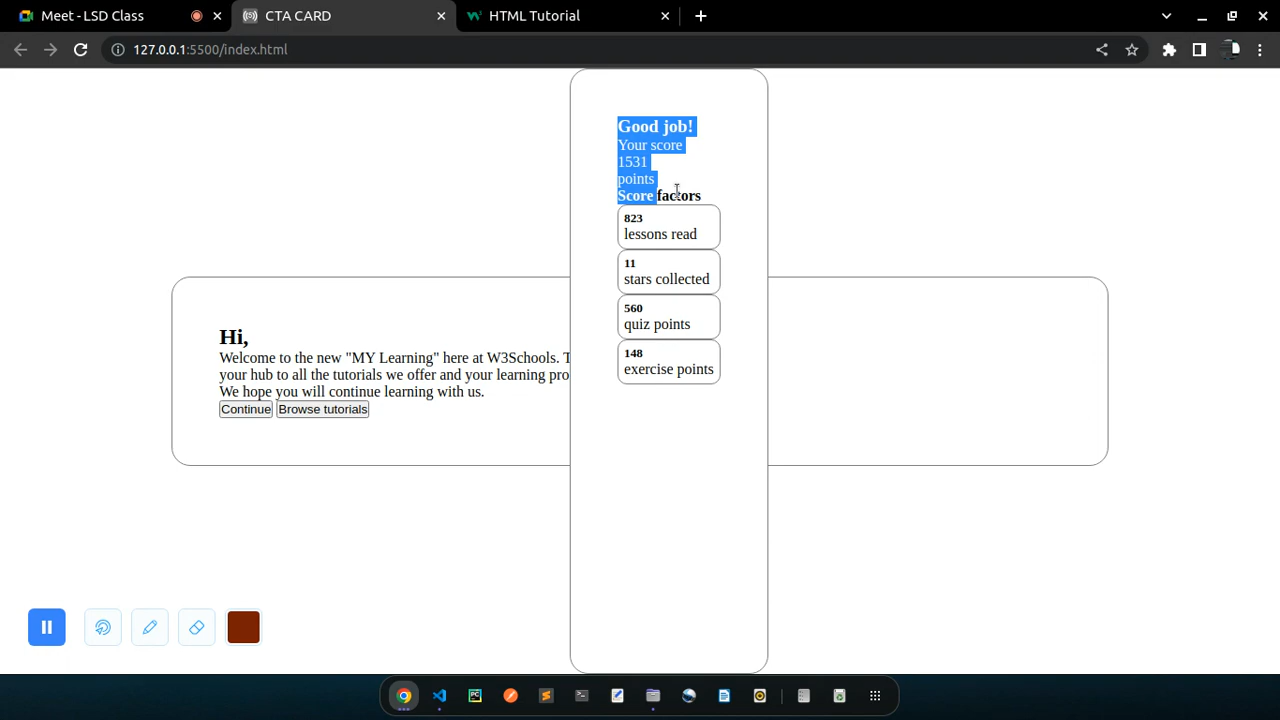 Meet - LSD Class
CTA CARD
HTML Tutorial
127.0.0.1:5500/index.html
Good job!
Your score
1531
points
Score factors
823
lessons read
11
stars collected
560
quiz points
148
exercise points
Hi,
Welcome to the new "MY Learning" here at W3Schools. T
your hub to all the tutorials we offer and your learning pro
We hope you will continue learning with us.
Continue Browse tutorials